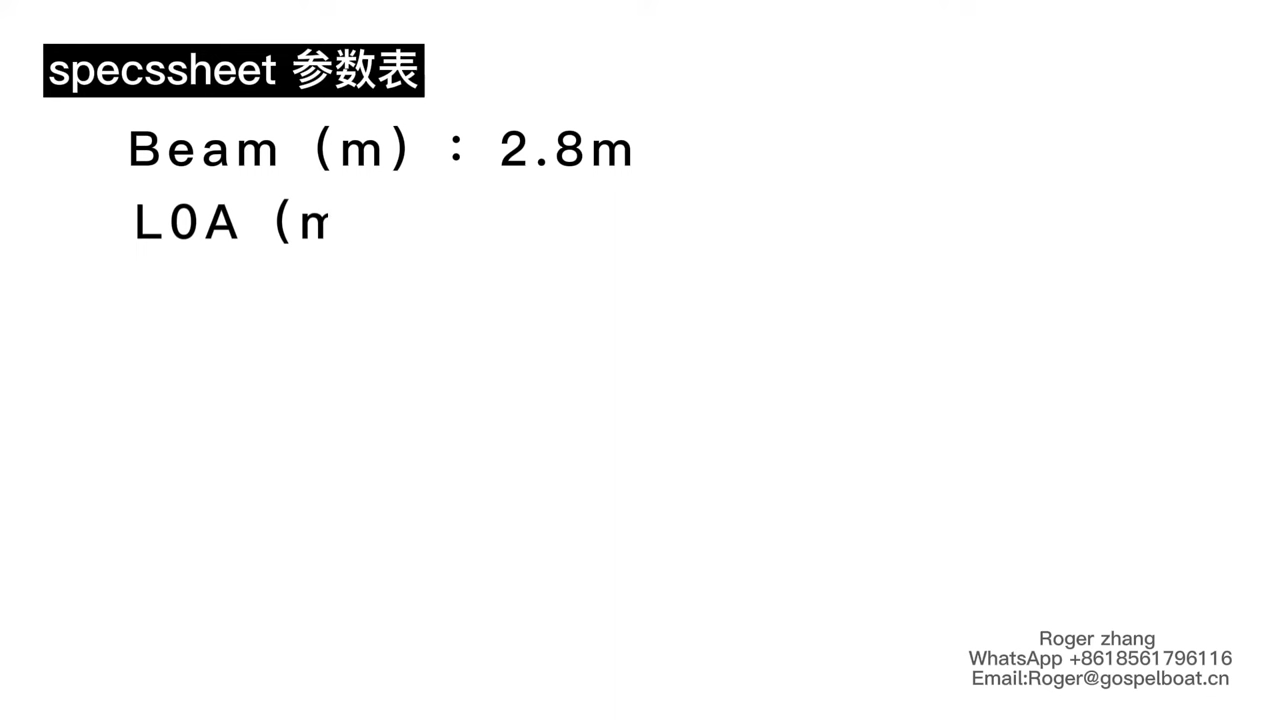 specssheet 参数表
Beam（m）：2.8m
L0A（m
Roger zhang
WhatsApp +8618561796116
Email:Roger@gospelboat.cn